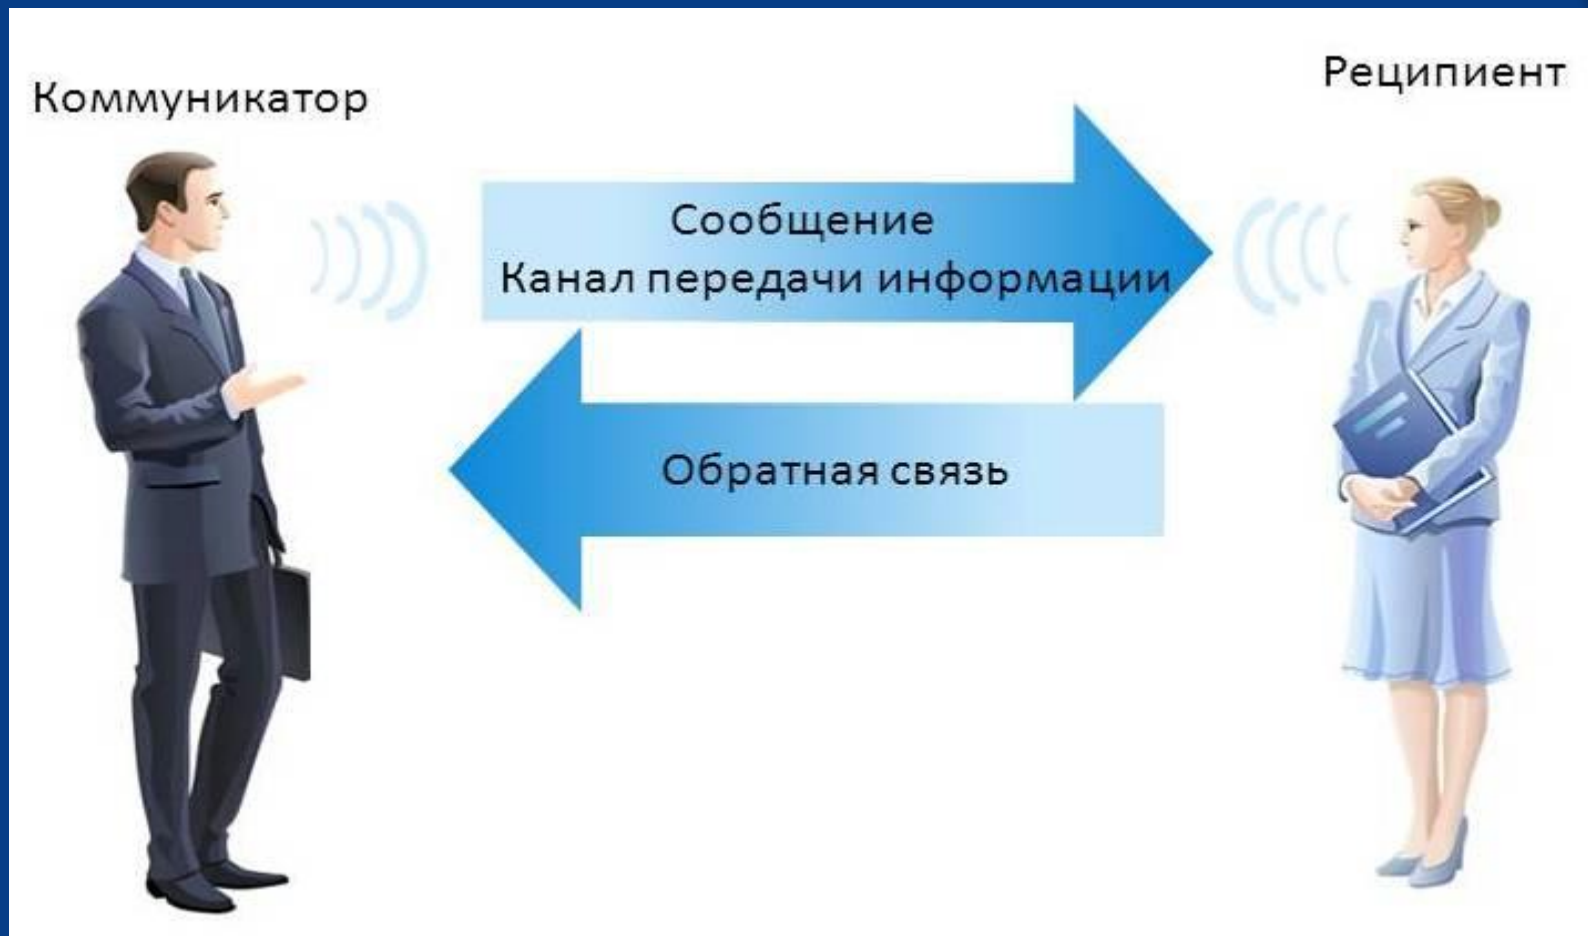 Коммуникатор
Реципиент
Сообщение
Канал передачи информации
Обратная связь